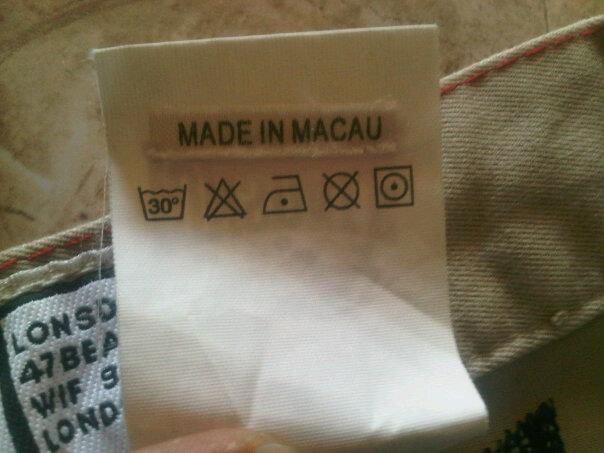 MADE IN MACAU
30°
LONSD
47BEA
WIF 9
LOND